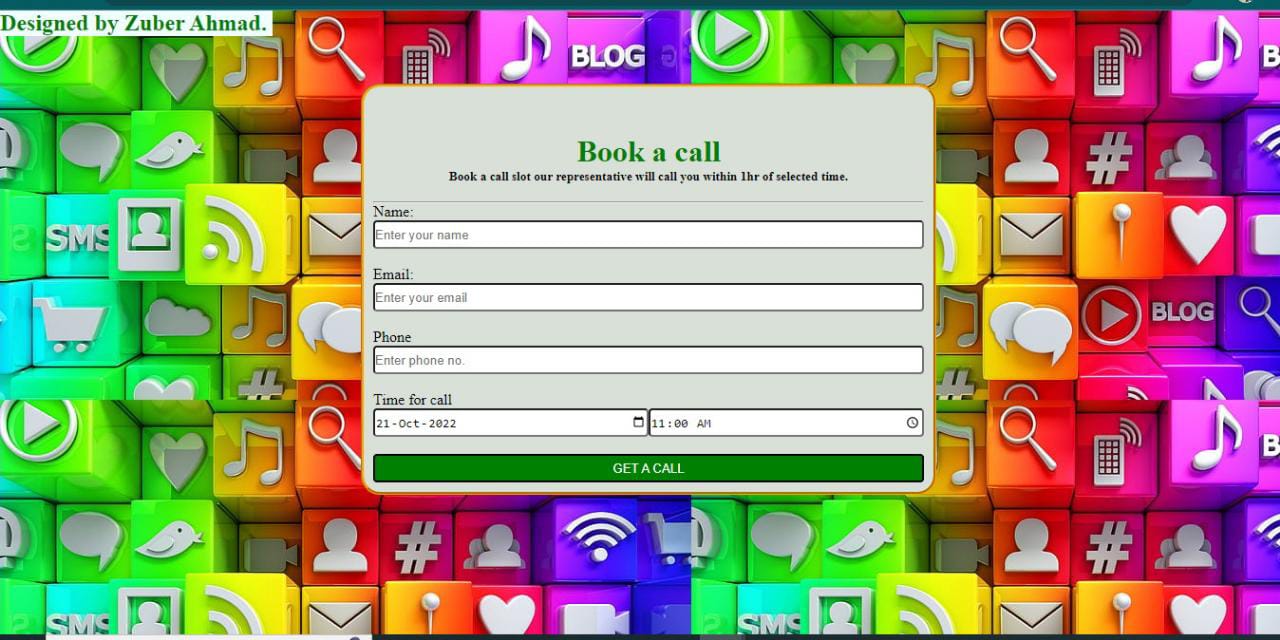 Designed by Zuber Ahmad.
BLOG
B
SMS
SMS
BLOG
Book a call
Book a call slot our representative will call you within 1hr of selected time.
Name:
Enter your name
Email:
Enter your email
Phone
Enter phone no.
Time for call
21-Oct-2022
11:00 AM
GET A CALL
#
#
#
#
#
B
SMS
SMS